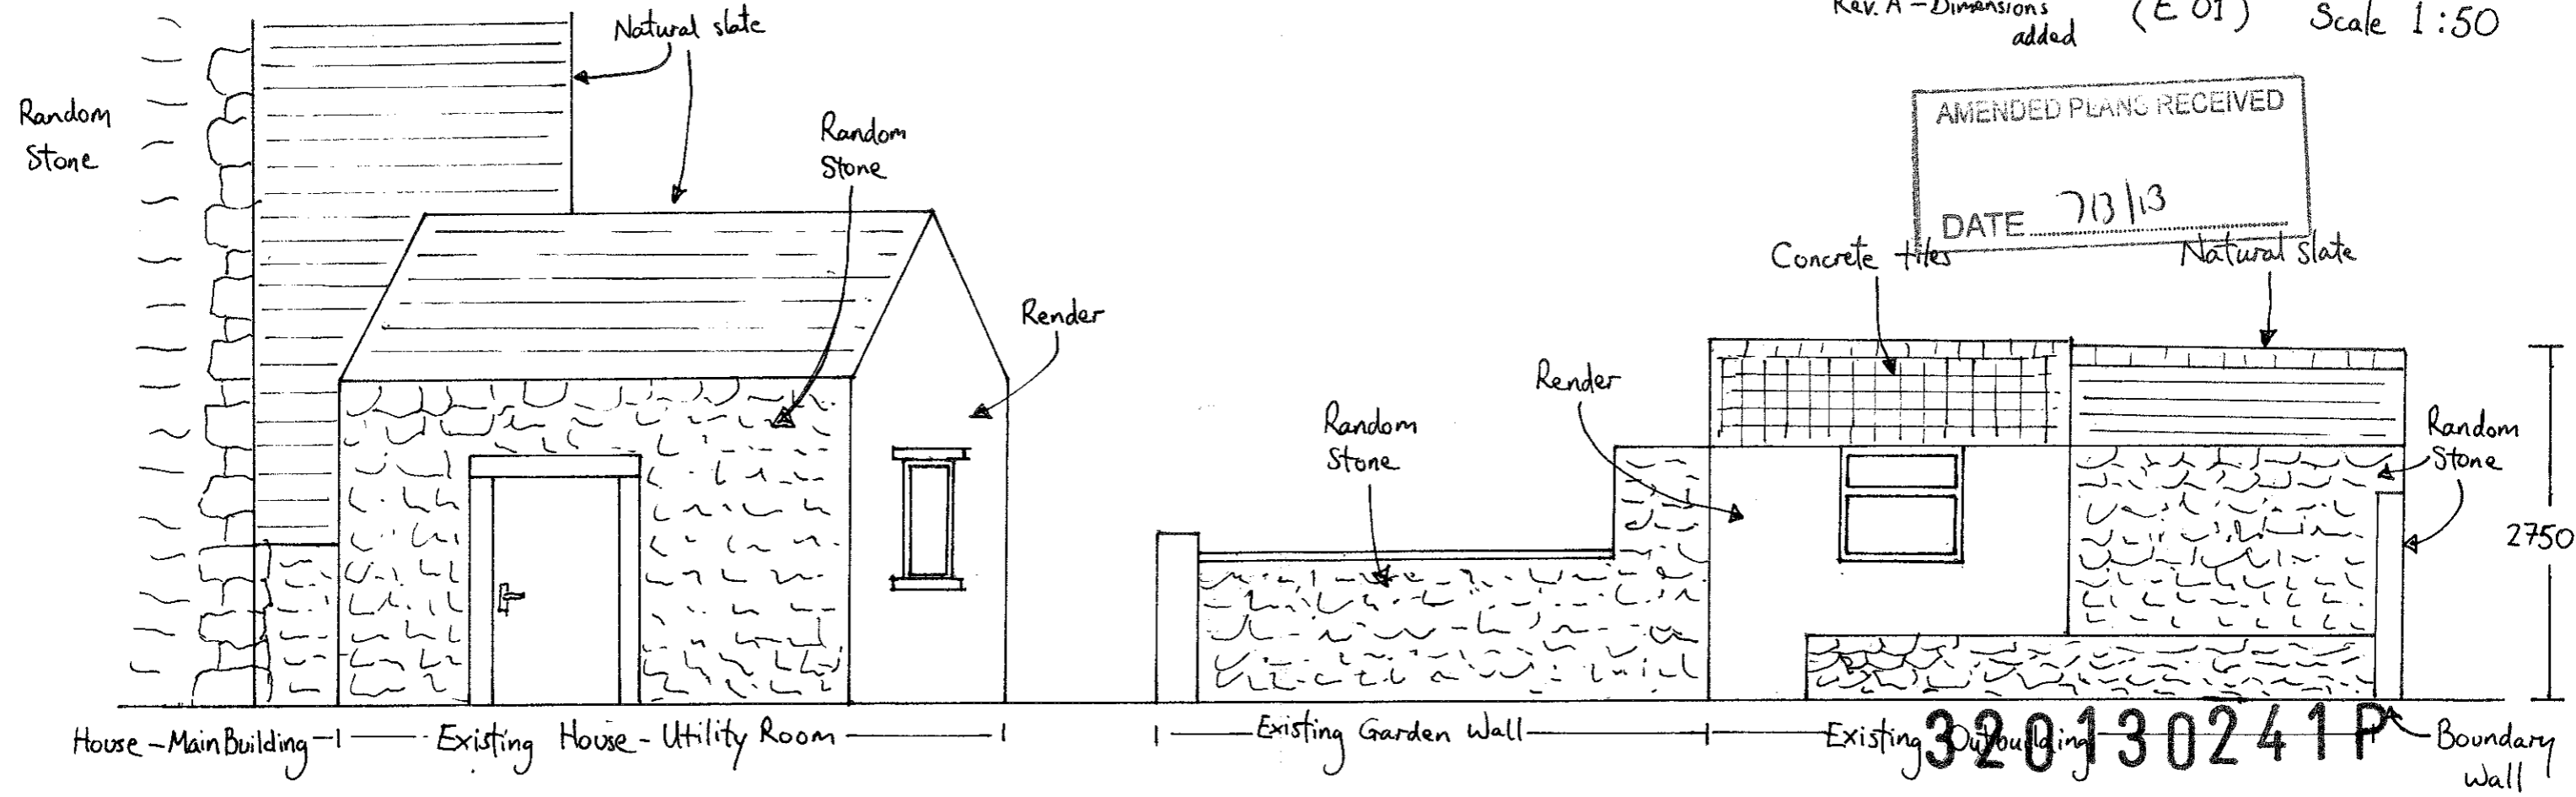 Rev. A - Dimensions
added
(E 01)
Scale 1:50
Natural slate
Random
Stone
Random
Stone
AMENDED PLANS RECEIVED
DATE 7/3/13
Concrete tiles
Natural slate
Render
Render
Random
Stone
Random
Stone
2750
House - Main Building
Existing House - Utility Room
Existing Garden Wall
Existing Outbuilding
320130241P
Boundary
Wall